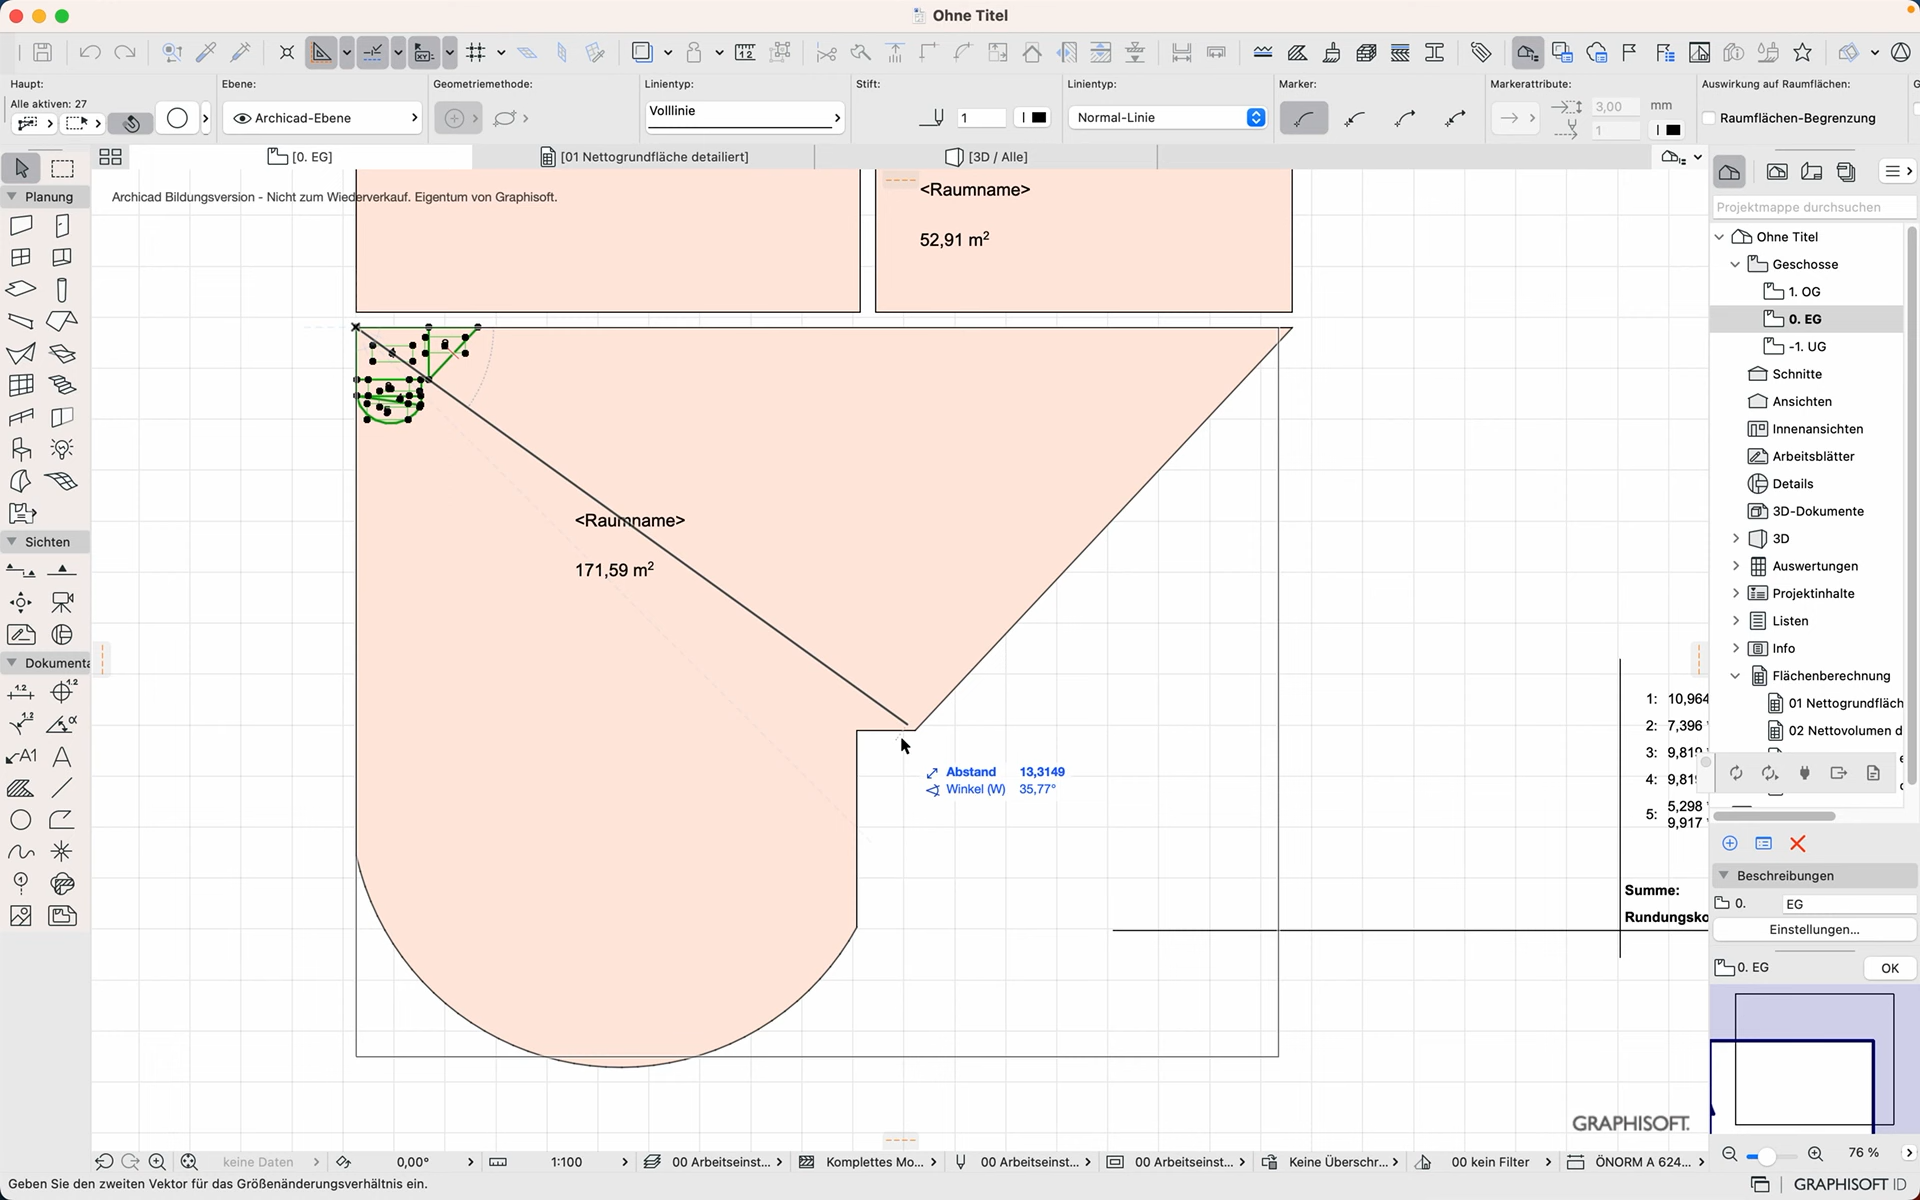 Ohne Titel
Haupt:
Alle aktiven: 27
Ebene:
Archicad-Ebene
Geometriemethode:
Linientyp:
Volllinie
Stift:
1
Linientyp:
Normal-Linie
Marker:
Markerattribute:
3,00 mm
1
Auswirkung auf Raumflächen:
Raumflächen-Begrenzung
G
[0. EG]
[01 Nettogrundfläche detailiert]
[3D / Alle]
Planung
Sichten
Dokumenta
Archicad Bildungsversion - Nicht zum Wiederverkauf. Eigentum von Graphisoft.
<Raumname>
52,91 m²
<Raumname>
171,59 m²
Abstand 13,3149
Winkel (W) 35,77°
1: 10,964
2: 7,396
3: 9,819
4: 9,81
5: 5,298
9,917
Summe:
Rundungsko
GRAPHISOFT.
Projektmappe durchsuchen
Ohne Titel
Geschosse
1. OG
0. EG
-1. UG
Schnitte
Ansichten
Innenansichten
Arbeitsblätter
Details
3D-Dokumente
3D
Auswertungen
Projektinhalte
Listen
Info
Flächenberechnung
01 Nettogrundfläch
02 Nettovolumen d
Beschreibungen
0. EG
Einstellungen...
0. EG
OK
76 %
keine Daten
0,00°
1:100
00 Arbeitseinst...
Komplettes Mo...
00 Arbeitseinst...
00 Arbeitseinst...
Keine Überschr...
00 kein Filter
ÖNORM A 624...
Geben Sie den zweiten Vektor für das Größenänderungsverhältnis ein.
GRAPHISOFT ID